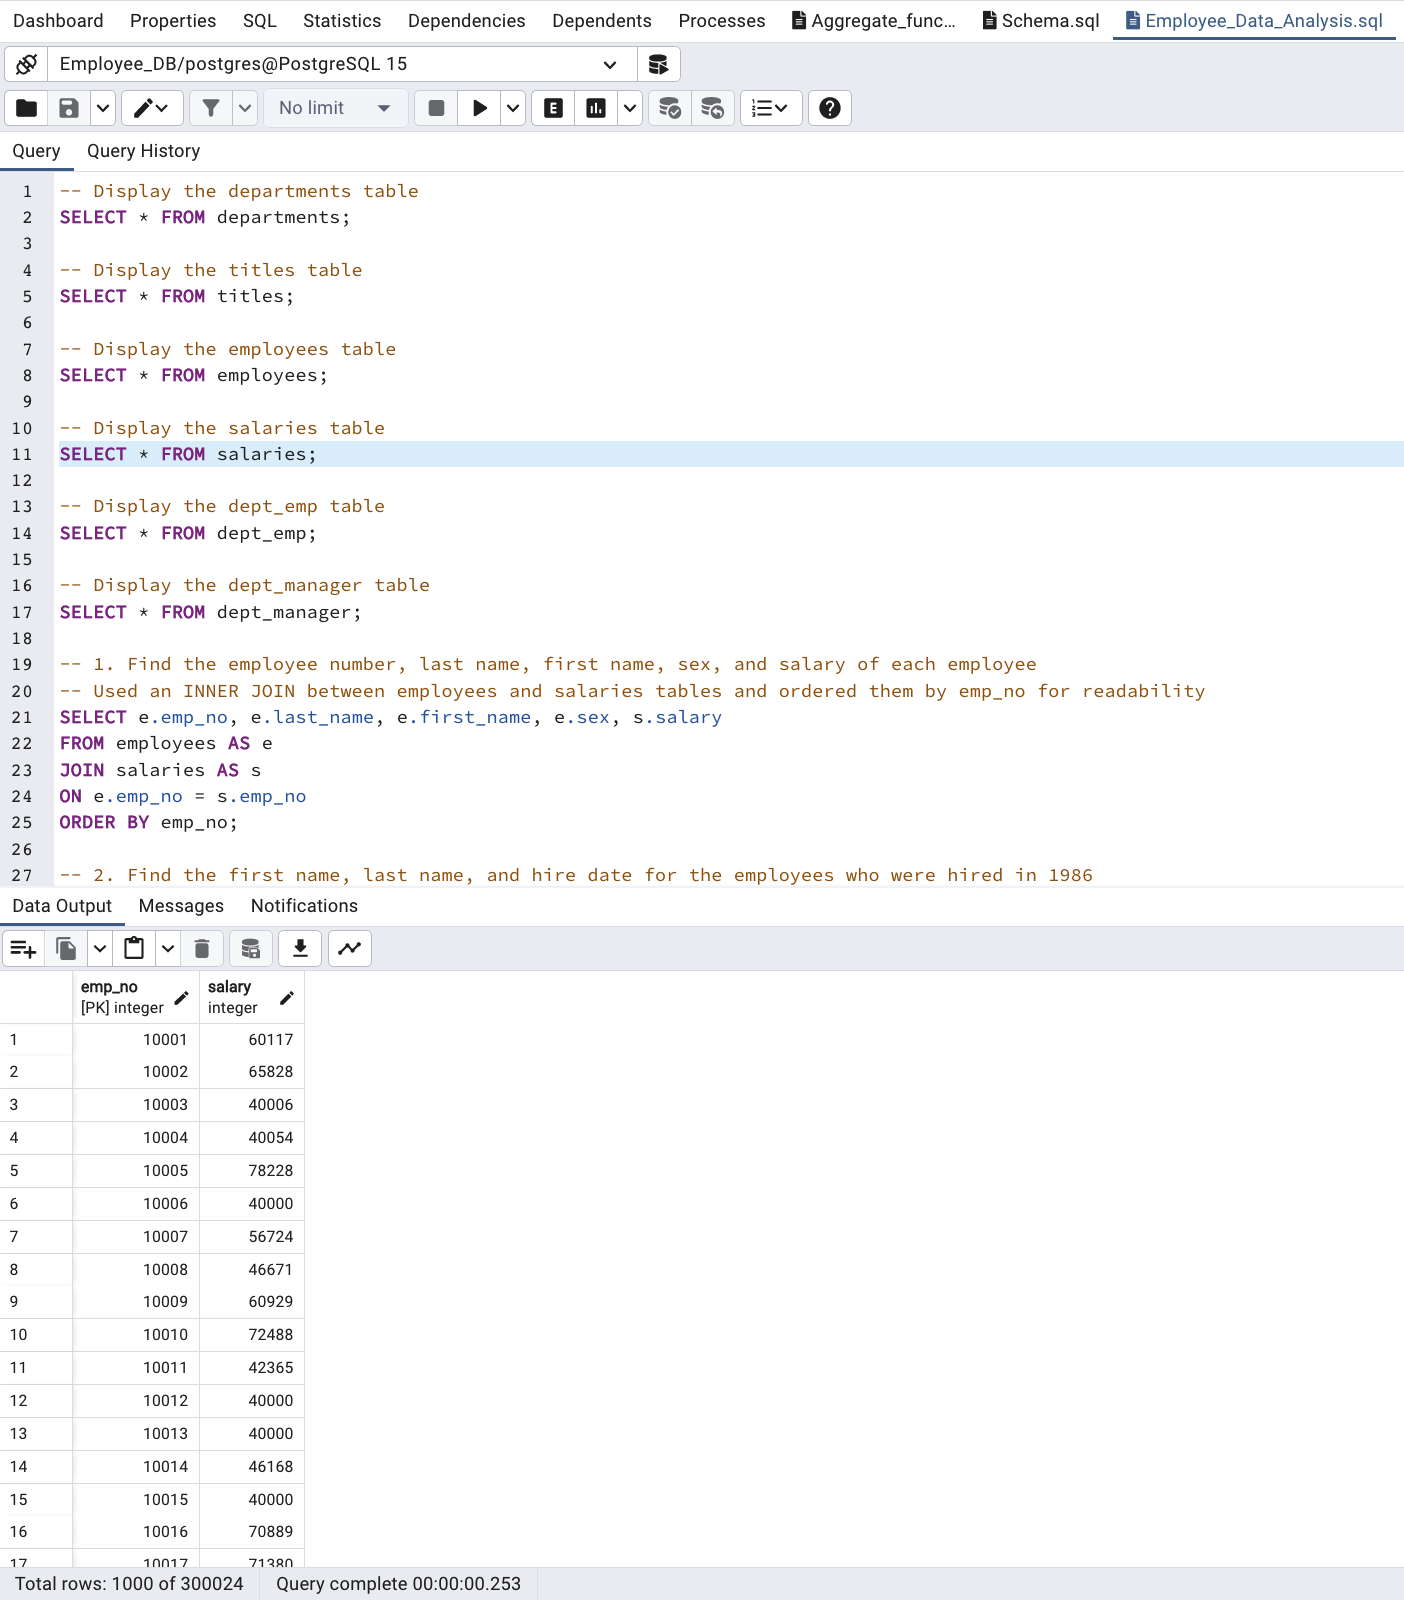 Dashboard Properties SQL Statistics Dependencies Dependents Processes Aggregate_func... Schema.sql Employee_Data_Analysis.sql
Employee_DB/postgres@PostgreSQL 15
No limit E
Query Query History
1 -- Display the departments table
2 SELECT * FROM departments;
3
4 -- Display the titles table
5 SELECT * FROM titles;
6
7 -- Display the employees table
8 SELECT * FROM employees;
9
10 -- Display the salaries table
11 SELECT * FROM salaries;
12
13 -- Display the dept_emp table
14 SELECT * FROM dept_emp;
15
16 -- Display the dept_manager table
17 SELECT * FROM dept_manager;
18
19 -- 1. Find the employee number, last name, first name, sex, and salary of each employee
20 -- Used an INNER JOIN between employees and salaries tables and ordered them by emp_no for readability
21 SELECT e.emp_no, e.last_name, e.first_name, e.sex, s.salary
22 FROM employees AS e
23 JOIN salaries AS s
24 ON e.emp_no = s.emp_no
25 ORDER BY emp_no;
26
27 -- 2. Find the first name, last name, and hire date for the employees who were hired in 1986
Data Output Messages Notifications
emp_no salary
[PK] integer integer
1 10001 60117
2 10002 65828
3 10003 40006
4 10004 40054
5 10005 78228
6 10006 40000
7 10007 56724
8 10008 46671
9 10009 60929
10 10010 72488
11 10011 42365
12 10012 40000
13 10013 40000
14 10014 46168
15 10015 40000
16 10016 70889
17 10017 71380
Total rows: 1000 of 300024 Query complete 00:00:00.253